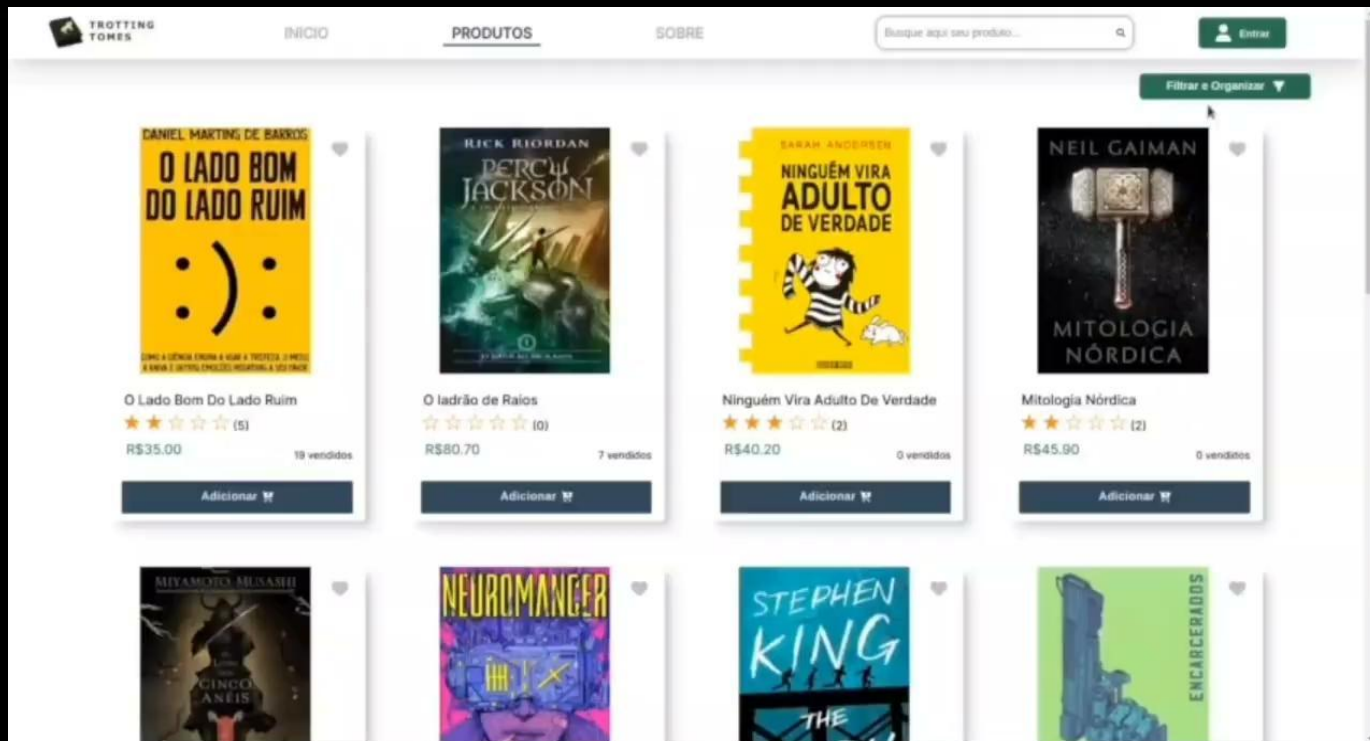 TROTTING
TOMES
INÍCIO
PRODUTOS
SOBRE
Busque aqui seu produto...
Entrar
Filtrar e Organizar
DANIEL MARTINS DE BARROS
O LADO BOM
DO LADO RUIM
:):
O Lado Bom Do Lado Ruim
(5)
R$35.00
19 vendidos
Adicionar
RICK RIORDAN
PERCY
JACKSON
O ladrão de Raios
(0)
R$80.70
7 vendidos
Adicionar
SARAH ANDERSEN
NINGUÉM VIRA
ADULTO
DE VERDADE
Ninguém Vira Adulto De Verdade
(2)
R$40.20
0 vendidos
Adicionar
NEIL GAIMAN
MITOLOGIA
NÓRDICA
Mitologia Nórdica
(2)
R$45.90
0 vendidos
Adicionar
MIYAMOTO MUSASHI
CINCO
ANÉIS
NEUROMANCER
STEPHEN
KING
THE
ENCARCERADOS